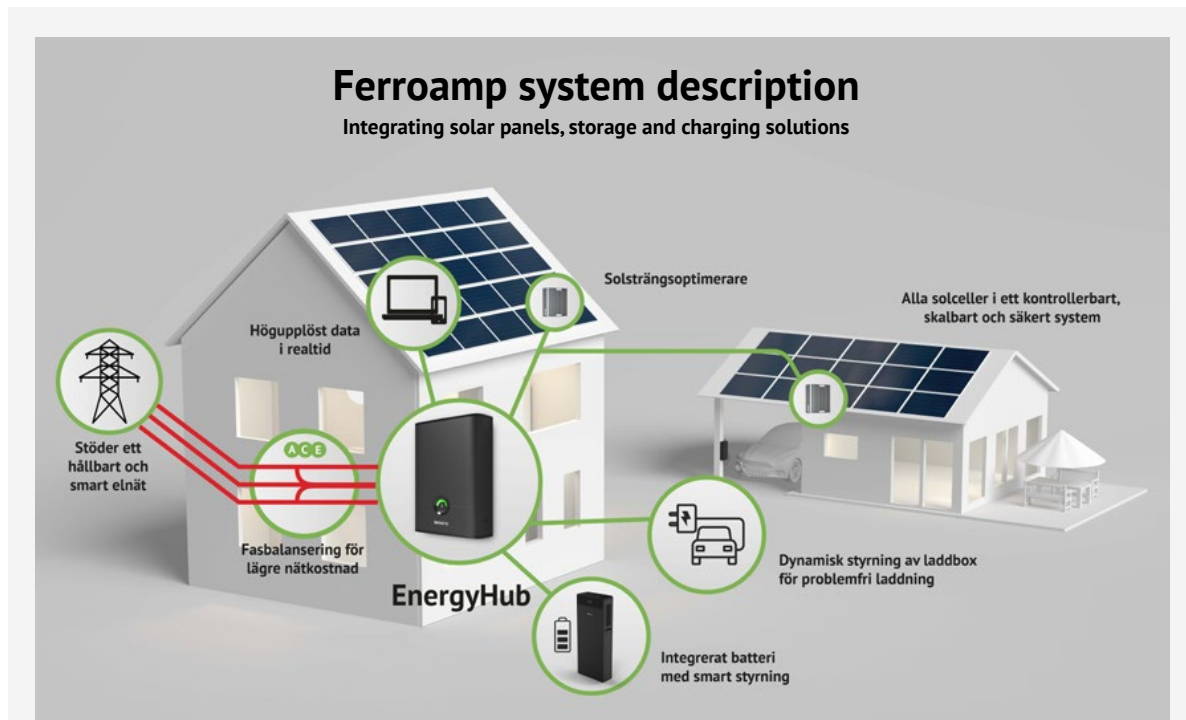 Ferroamp system description
Integrating solar panels, storage and charging solutions
Solsträngsoptimerare
Alla solceller i ett kontrollerbart,
skalbart och säkert system
Högupplöst data
i realtid
Stöder ett
hållbart och
smart elnät
A C E
Fasbalansering för
lägre nätkostnad
EnergyHub
Dynamisk styrning av laddbox
för problemfri laddning
Integrerat batteri
med smart styrning